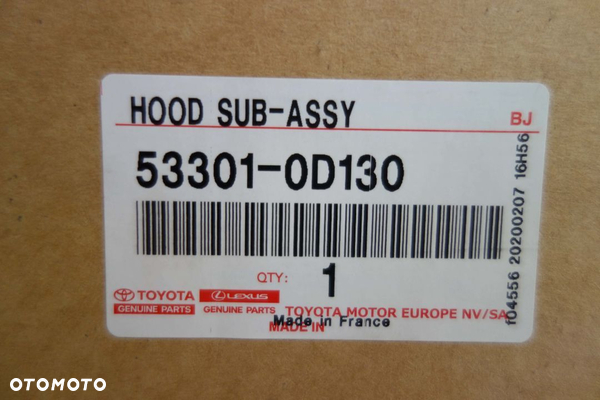 HOOD SUB-ASSY
BJ
53301-0D130
QTY: 1
TOYOTA
GENUINE PARTS
LEXUS
GENUINE PARTS
TOYOTA MOTOR EUROPE NV/SA
MADE IN
Made in France
f04556 20200207 16H56
OTOMOTO